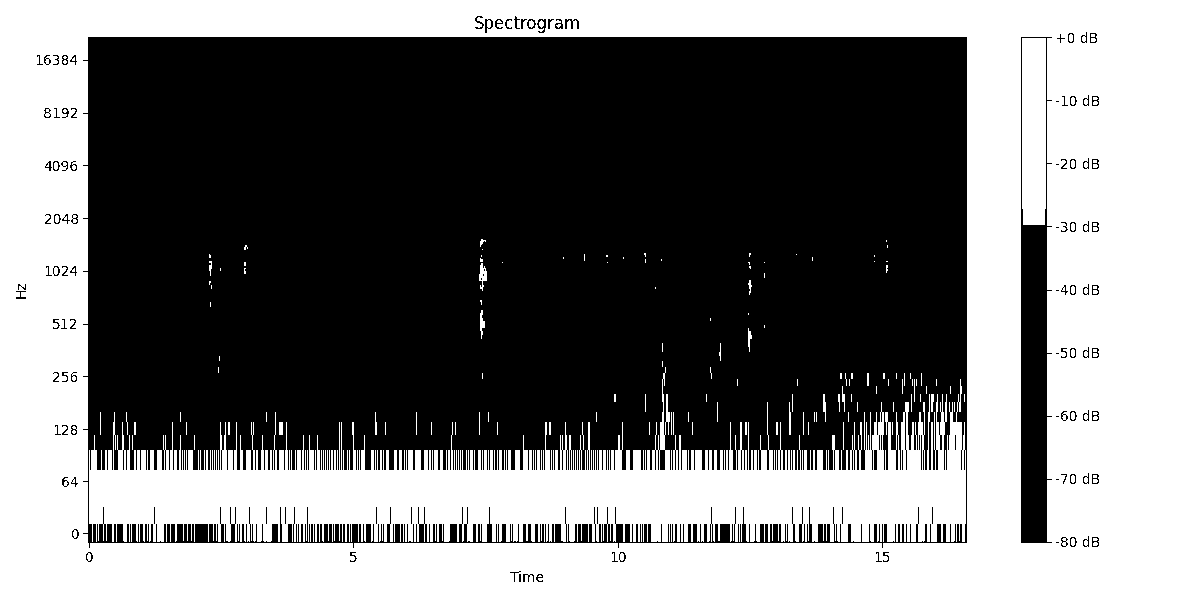 Spectrogram
+0 dB
16384
-10 dB
8192
-20 dB
4096
2048
-30 dB
1024
-40 dB
Hz
512
-50 dB
256
-60 dB
128
-70 dB
64
0
-80 dB
0 5 10 15
Time